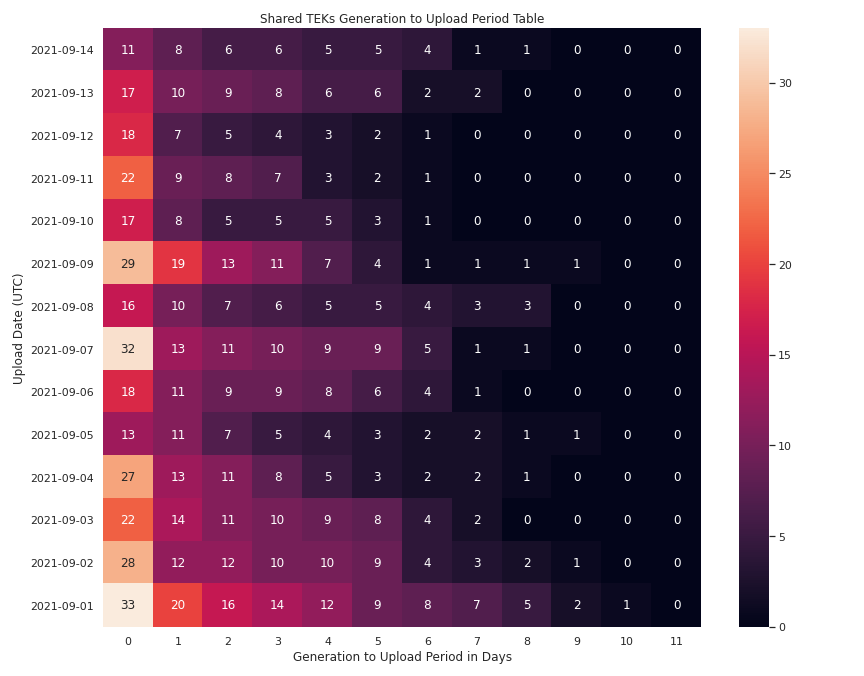 Shared TEKs Generation to Upload Period Table
Upload Date (UTC)
2021-09-14 11 8 6 6 5 5 4 1 1 0 0 0
2021-09-13 17 10 9 8 6 6 2 2 0 0 0 0
2021-09-12 18 7 5 4 3 2 1 0 0 0 0 0
2021-09-11 22 9 8 7 3 2 1 0 0 0 0 0
2021-09-10 17 8 5 5 5 3 1 0 0 0 0 0
2021-09-09 29 19 13 11 7 4 1 1 1 1 0 0
2021-09-08 16 10 7 6 5 5 4 3 3 0 0 0
2021-09-07 32 13 11 10 9 9 5 1 1 0 0 0
2021-09-06 18 11 9 9 8 6 4 1 0 0 0 0
2021-09-05 13 11 7 5 4 3 2 2 1 1 0 0
2021-09-04 27 13 11 8 5 3 2 2 1 0 0 0
2021-09-03 22 14 11 10 9 8 4 2 0 0 0 0
2021-09-02 28 12 12 10 10 9 4 3 2 1 0 0
2021-09-01 33 20 16 14 12 9 8 7 5 2 1 0
0 1 2 3 4 5 6 7 8 9 10 11
Generation to Upload Period in Days
30
25
20
15
10
5
0